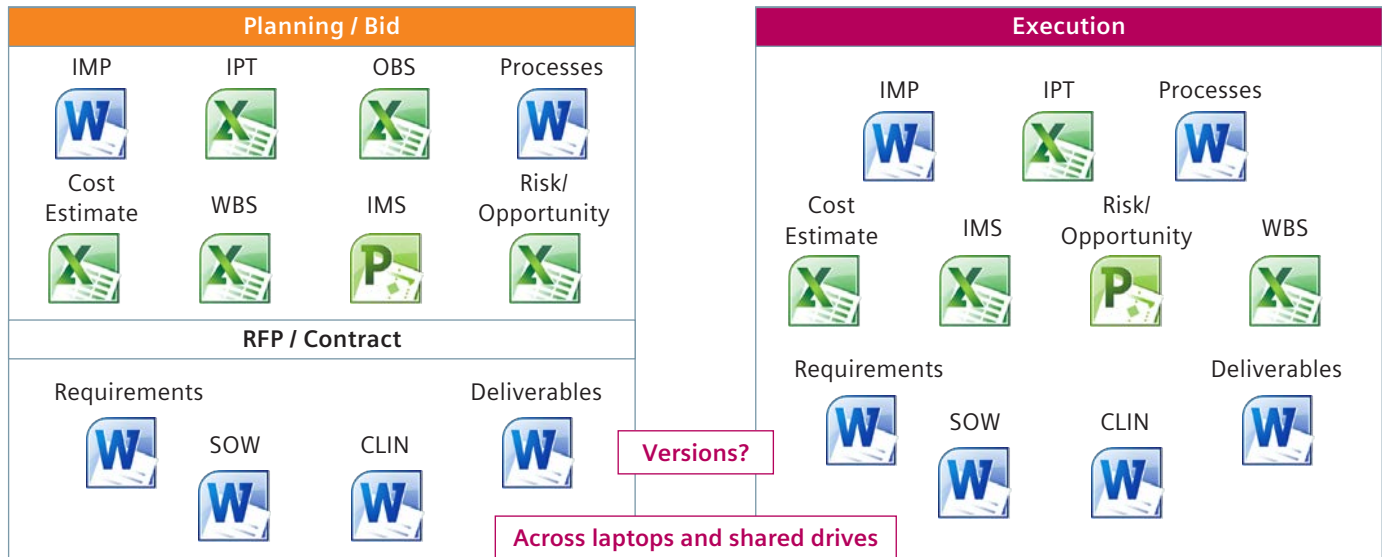 Planning / Bid
IMP
IPT
OBS
Processes
W
X
X
W
Cost
Estimate
WBS
IMS
Risk/
Opportunity
X
X
P
X
RFP / Contract
Requirements
Deliverables
W
W
SOW
CLIN
W
W
Versions?
Across laptops and shared drives
Execution
IMP
IPT
Processes
W
X
W
Cost
Estimate
IMS
Risk/
Opportunity
WBS
X
X
P
X
Requirements
Deliverables
W
W
SOW
CLIN
W
W